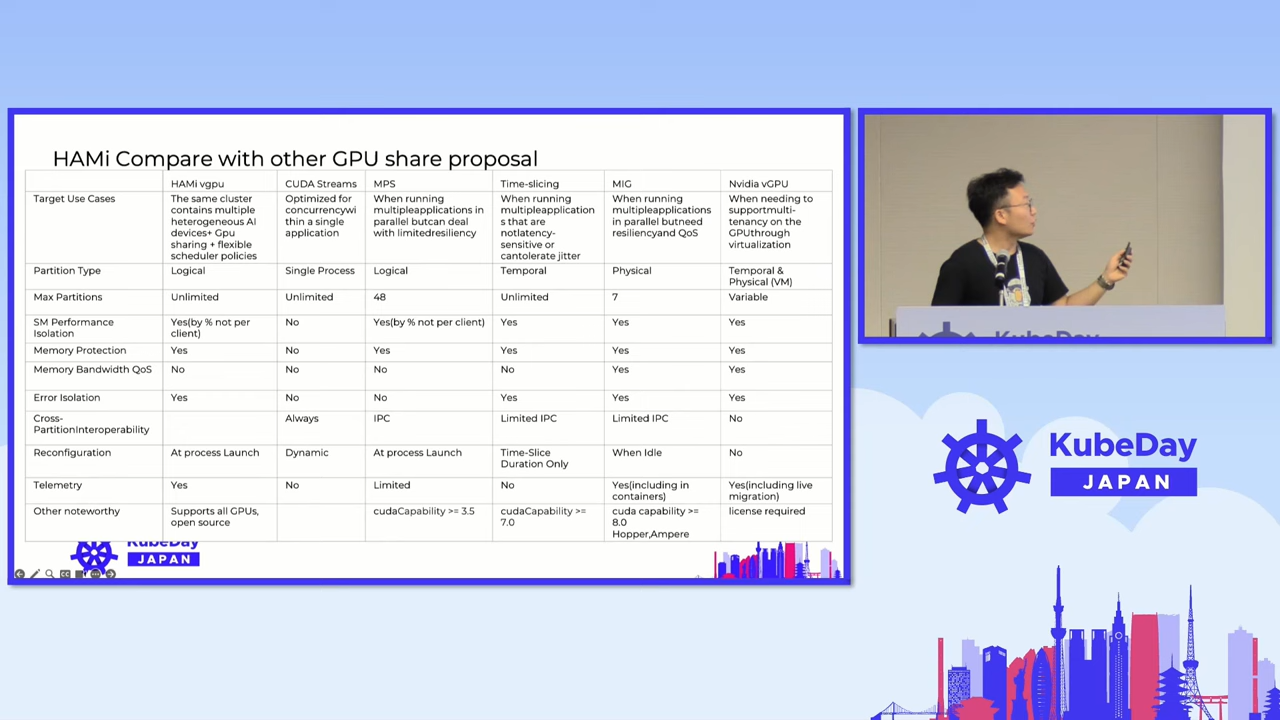 HAMi Compare with other GPU share proposal
HAMi vgpu
CUDA Streams
MPS
Time-slicing
MIG
Nvidia vGPU
Target Use Cases
The same cluster
contains multiple
heterogeneous AI
devices+ Gpu
sharing + flexible
scheduler policies
Optimized for
concurrencywi
thin a single
application
When running
multipleapplications in
parallel butcan deal
with limitedresiliency
When running
multipleapplication
s that are
notlatency-
sensitive or
cantolerate jitter
When running
multipleapplications
in parallel butneed
resiliencyand QoS
When needing to
supportmulti-
tenancy on the
GPUthrough
virtualization
Partition Type
Logical
Single Process
Logical
Temporal
Physical
Temporal &
Physical (VM)
Max Partitions
Unlimited
Unlimited
48
Unlimited
7
Variable
SM Performance
Isolation
Yes(by % not per
client)
No
Yes(by % not per client)
Yes
Yes
Yes
Memory Protection
Yes
No
Yes
Yes
Yes
Yes
Memory Bandwidth QoS
No
No
No
No
Yes
Yes
Error Isolation
Yes
No
No
Yes
Yes
Yes
Cross-
PartitionInteroperability
Always
IPC
Limited IPC
Limited IPC
No
Reconfiguration
At process Launch
Dynamic
At process Launch
Time-Slice
Duration Only
When Idle
No
Telemetry
Yes
No
Limited
No
Yes(including in
containers)
Yes(including live
migration)
Other noteworthy
Supports all GPUs,
open source
cudaCapability >= 3.5
cudaCapability >=
7.0
cuda capability >=
8.0
Hopper,Ampere
license required
KubeDay
JAPAN
KubeDay
KubeDay
JAPAN